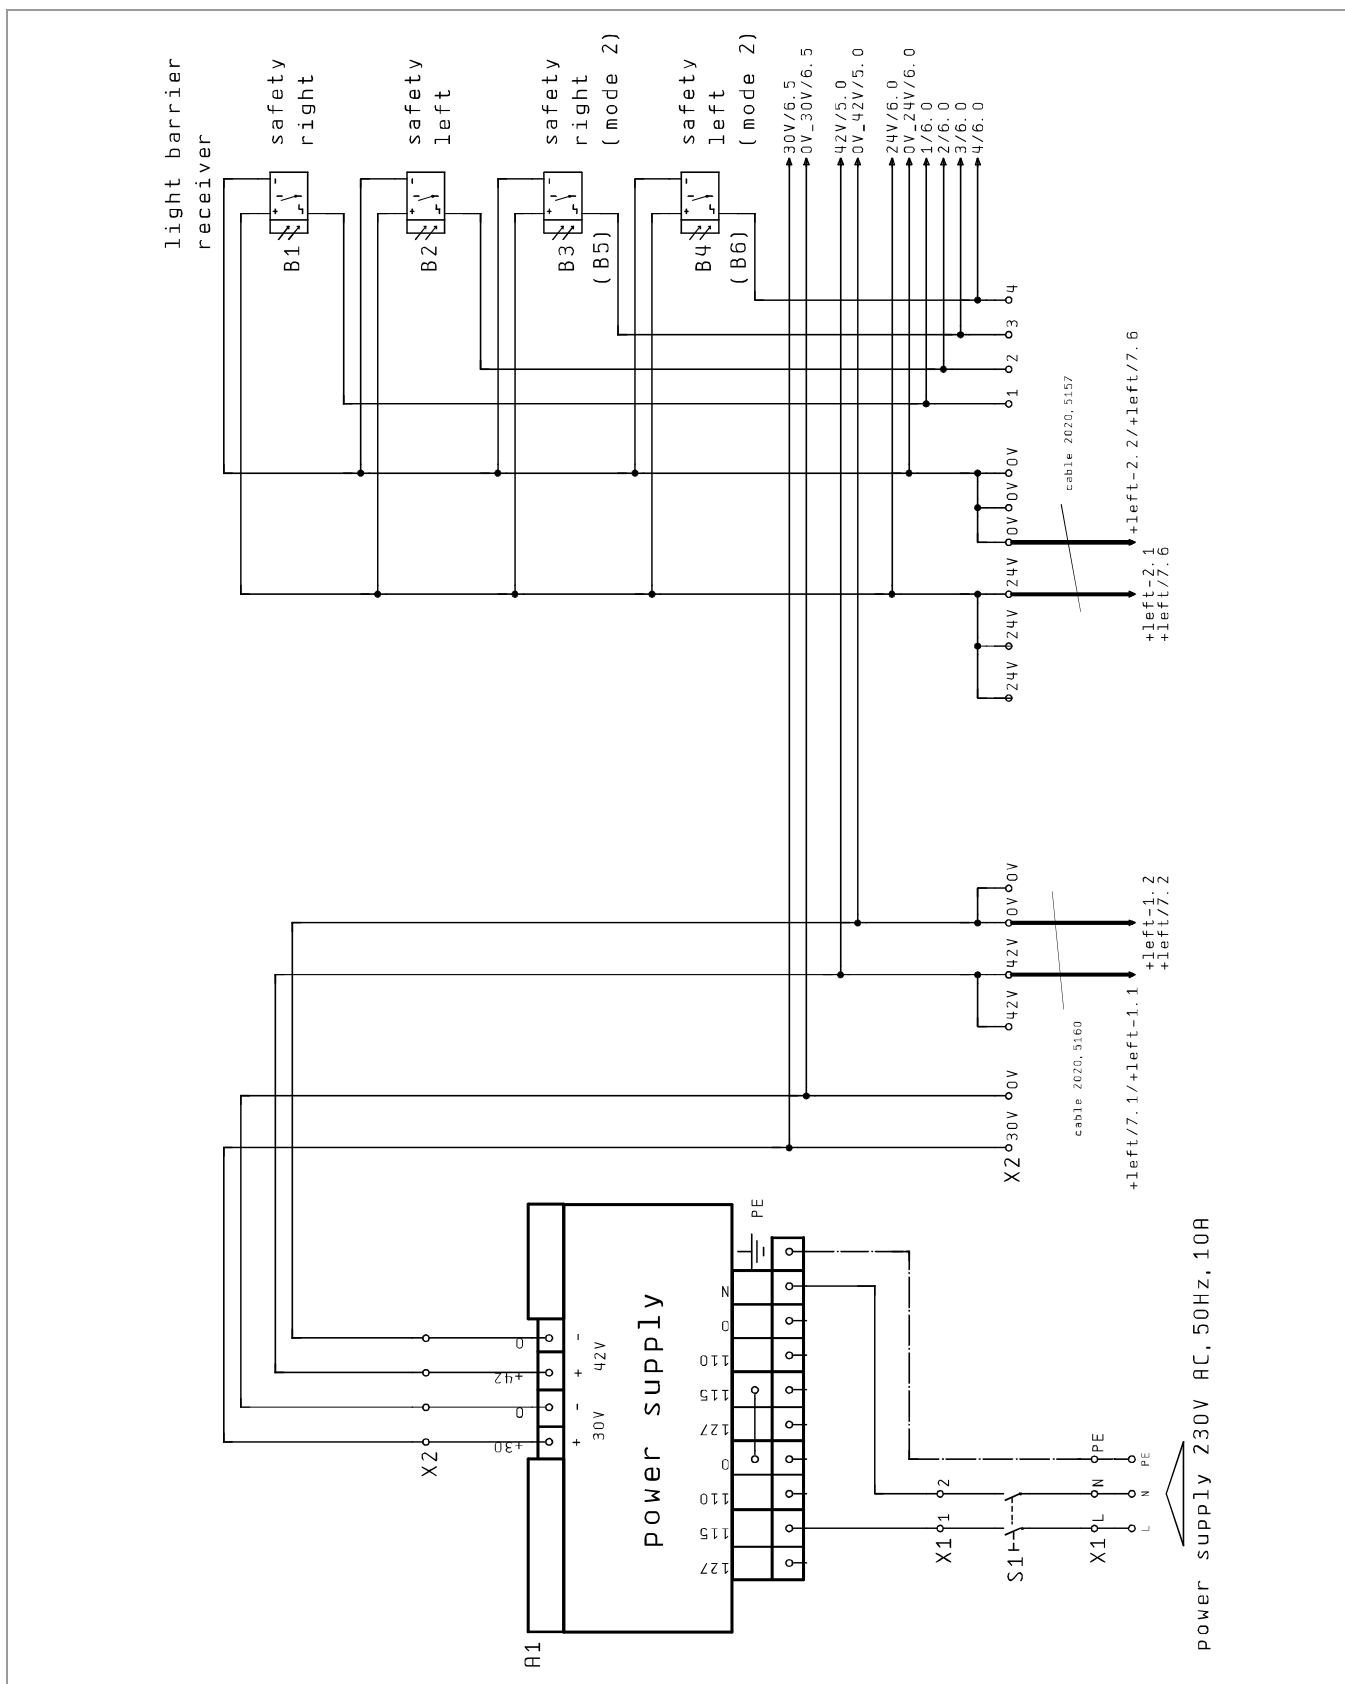 light barrier
receiver
safety
right
safety
left
safety
right
(mode 2)
safety
left
(mode 2)
B1
B2
B3
(B5)
B4
(B6)
- +
- +
- +
- +
30V/6.5
0V_30V/6.5
42V/5.0
0V_42V/5.0
24V/6.0
0V_24V/6.0
1/6.0
2/6.0
3/6.0
4/6.0
4
3
2
1
0V
0V
0V
24V
24V
24V
cable 2020.5157
+left-2.2/+left/7.6
+left-2.1
+left/7.6
0V
0V
42V
42V
cable 2020.5160
+left-1.2
+left/7.2
+left/7.1/+left-1.1
0V
30V
X2
X2
0
+42
0
+30
- +
42V
- +
30V
A1
power supply
PE
N
0
110
115
127
0
110
115
127
X1 1 2
S1
X1 L N PE
L N PE
power supply 230V AC,50Hz,10A